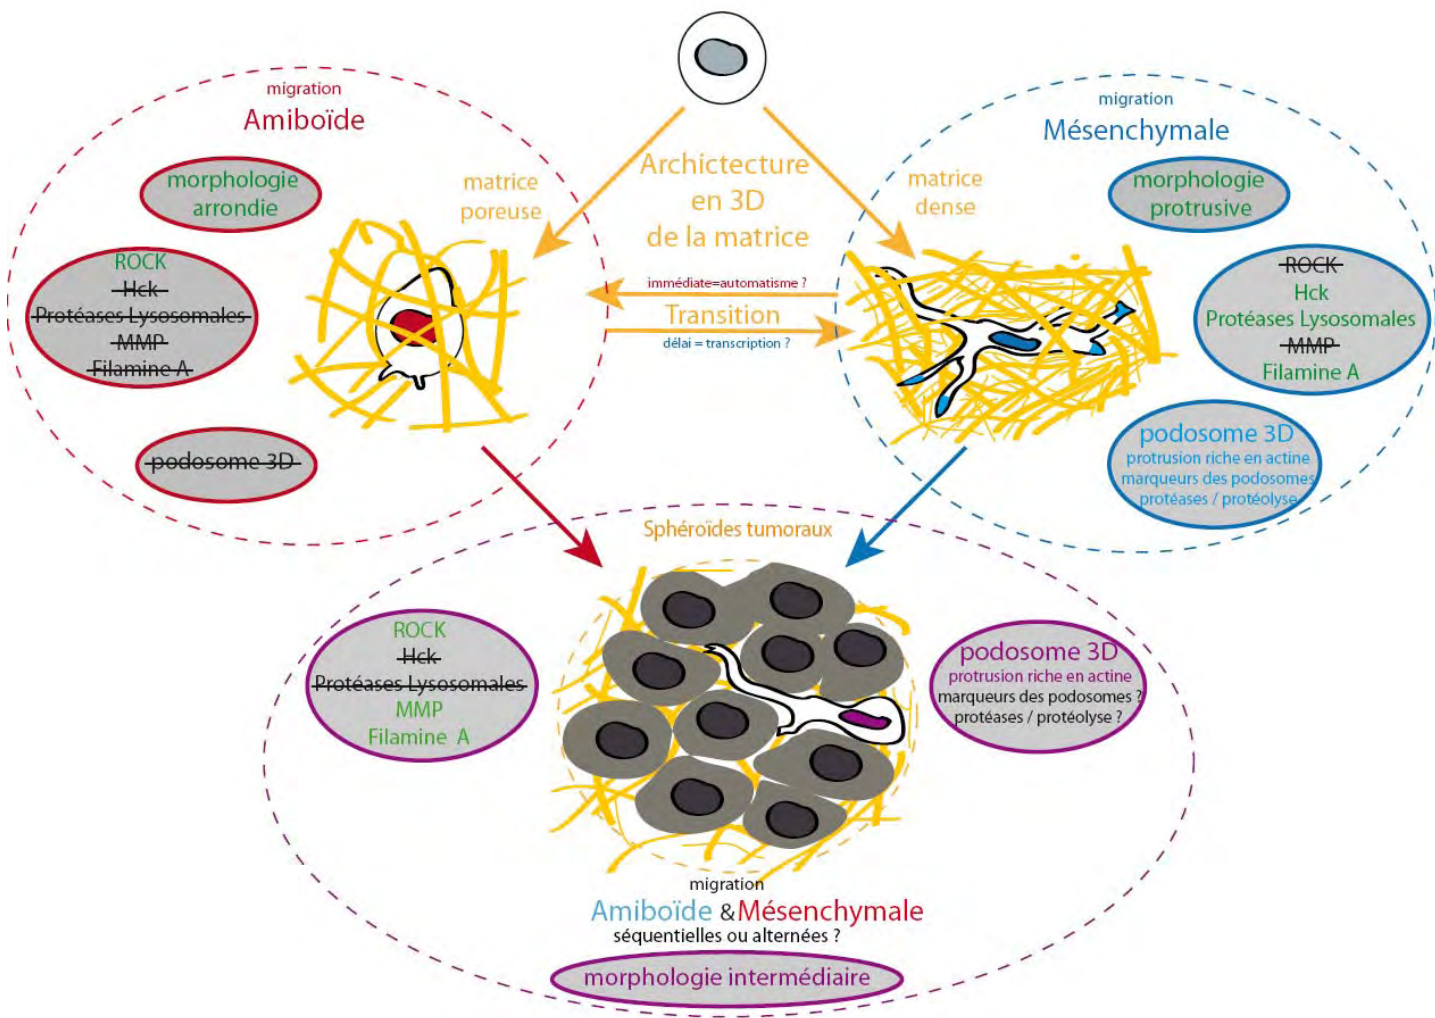 migration
Amiboïde
morphologie
arrondie
ROCK
Hck
Protéases Lysosomales
MMP
Filamine A
podosome 3D
matrice
poreuse
Archictecture
en 3D
de la matrice
immédiate=automatisme ?
Transition
délai = transcription ?
matrice
dense
migration
Mésenchymale
morphologie
protrusive
ROCK
Hck
Protéases Lysosomales
MMP
Filamine A
podosome 3D
protrusion riche en actine
marqueurs des podosomes
protéases / protéolyse
Sphéroïdes tumoraux
ROCK
Hck
Protéases Lysosomales
MMP
Filamine A
podosome 3D
protrusion riche en actine
marqueurs des podosomes ?
protéases / protéolyse ?
migration
Amiboïde &Mésenchymale
séquentielles ou alternées ?
morphologie intermédiaire